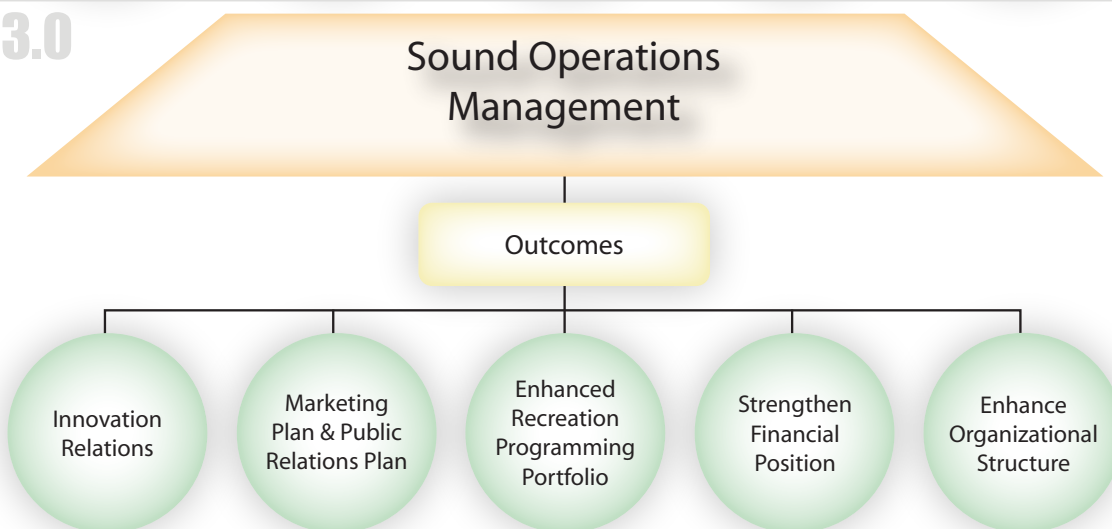 3.0
Sound Operations
Management
Outcomes
Innovation
Relations
Marketing
Plan & Public
Relations Plan
Enhanced
Recreation
Programming
Portfolio
Strengthen
Financial
Position
Enhance
Organizational
Structure